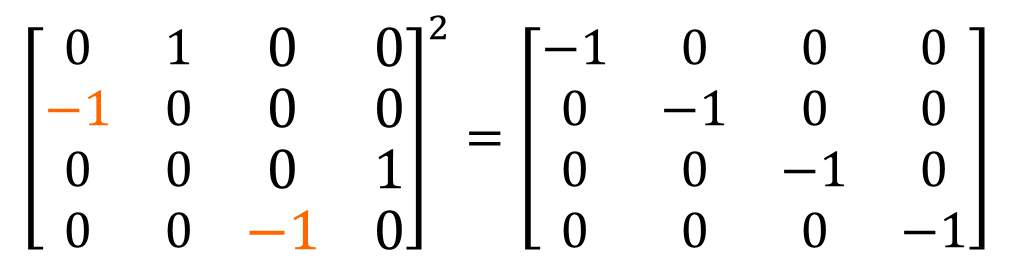 [ 0 1 0 0 ]² = [ −1 0 0 0 ]
[ −1 0 0 0 ] [ 0 −1 0 0 ]
[ 0 0 0 1 ] [ 0 0 −1 0 ]
[ 0 0 −1 0 ] [ 0 0 0 −1 ]